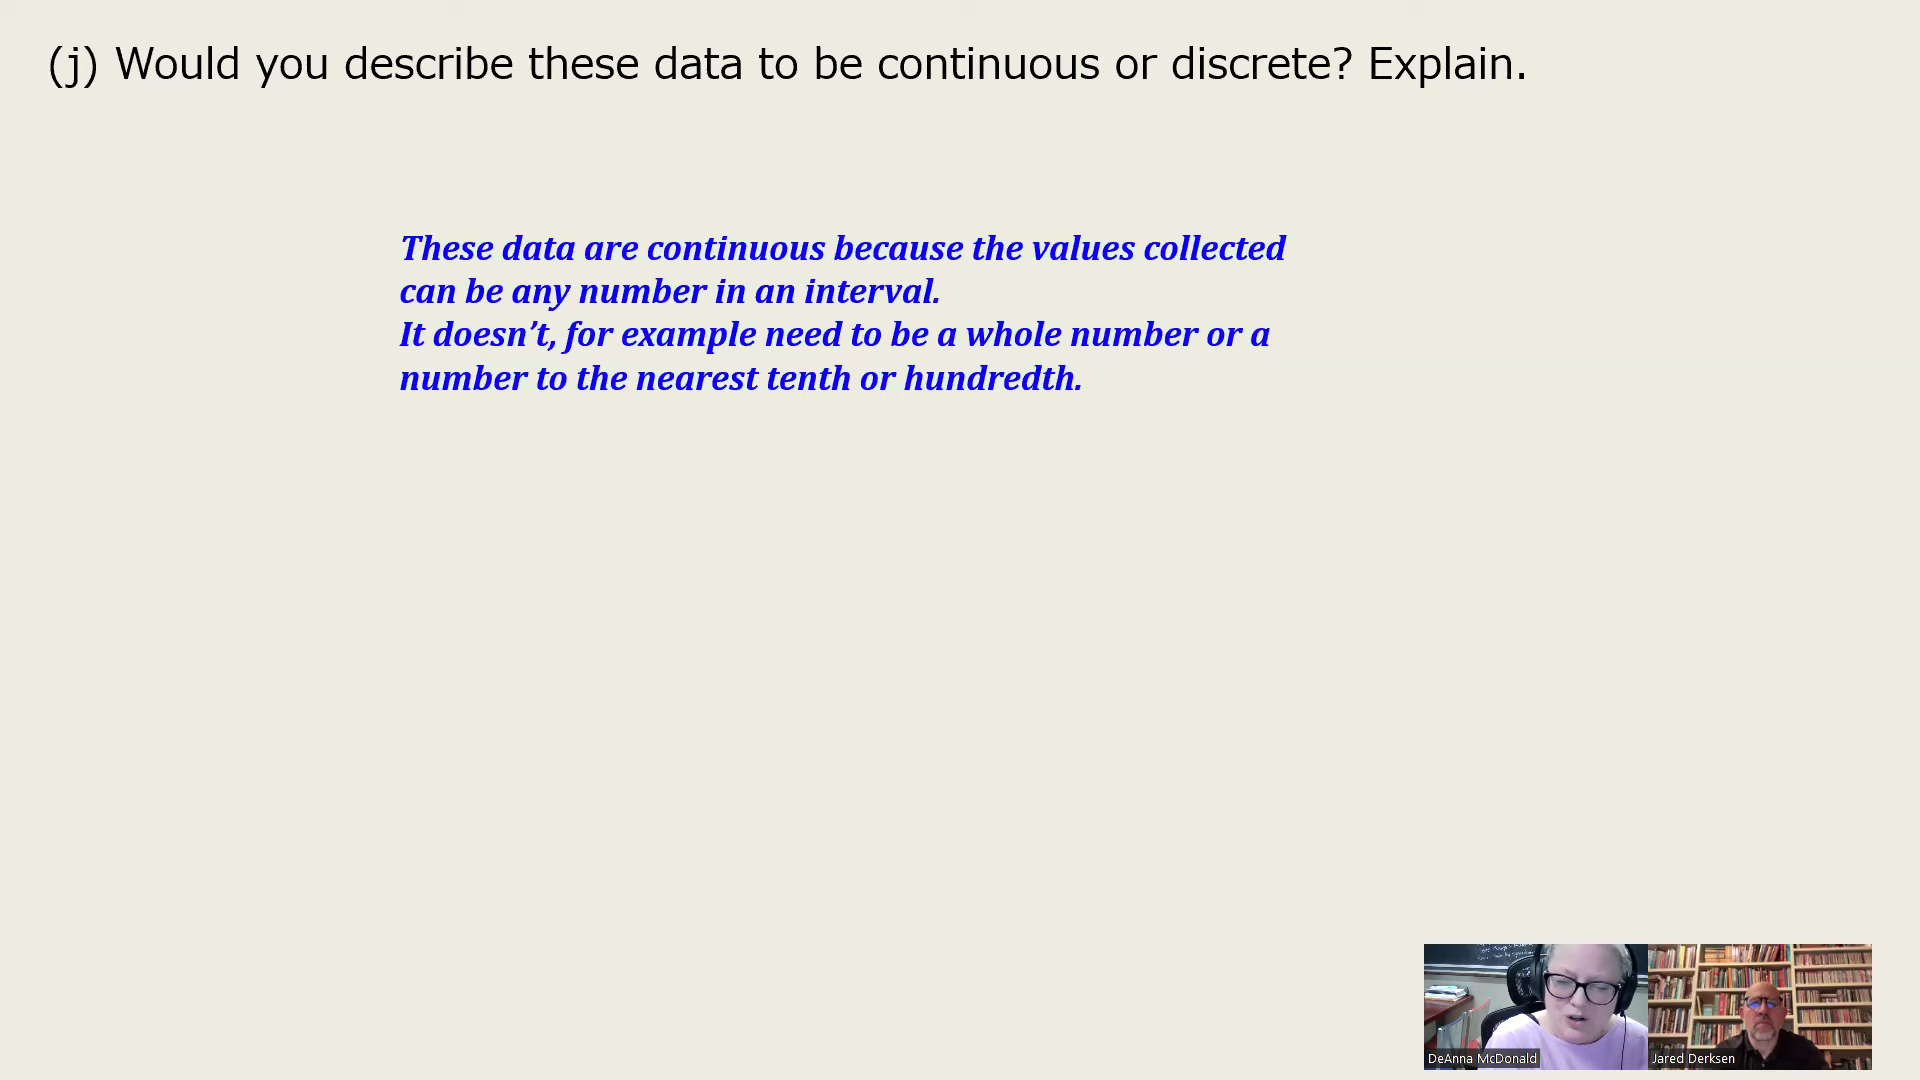 (j) Would you describe these data to be continuous or discrete? Explain.
These data are continuous because the values collected
can be any number in an interval.
It doesn’t, for example need to be a whole number or a
number to the nearest tenth or hundredth.
DeAnna McDonald
Jared Derksen